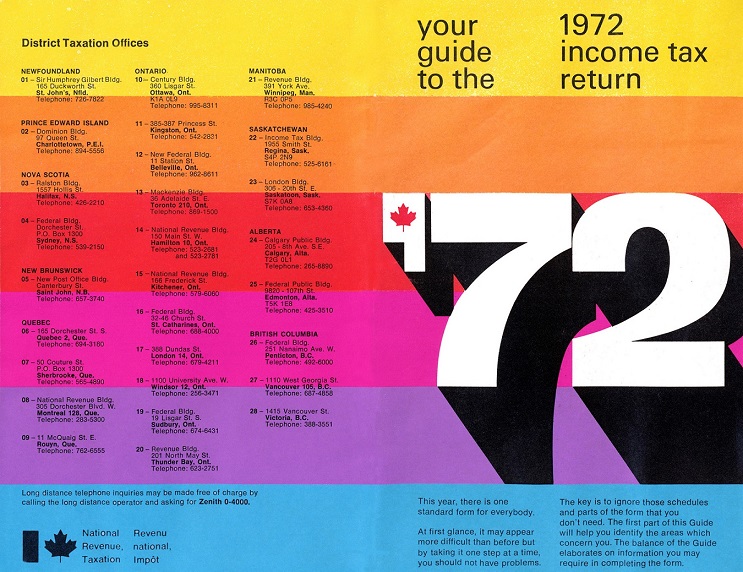 District Taxation Offices
NEWFOUNDLAND
01 – Sir Humphrey Gilbert Bldg.
165 Duckworth St.
St. John's, Nfld.
Telephone: 726-7822
PRINCE EDWARD ISLAND
02 – Dominion Bldg.
97 Queen St.
Charlottetown, P.E.I.
Telephone: 894-5556
NOVA SCOTIA
03 – Ralston Bldg.
1557 Hollis St.
Halifax, N.S.
Telephone: 426-2210
04 – Federal Bldg.
Dorchester St.
P.O. Box 1300
Sydney, N.S.
Telephone: 539-2150
NEW BRUNSWICK
05 – New Post Office Bldg.
Canterbury St.
Saint John, N.B.
Telephone: 657-3740
QUEBEC
06 – 165 Dorchester St. S.
Quebec 2, Que.
Telephone: 694-3160
07 – 50 Couture St.
P.O. Box 1300
Sherbrooke, Que.
Telephone: 565-4890
08 – National Revenue Bldg.
305 Dorchester Blvd. W.
Montreal 128, Que.
Telephone: 283-5300
09 – 11 McQuaig St. E.
Rouyn, Que.
Telephone: 762-6555
ONTARIO
10 – Century Bldg.
360 Lisgar St.
Ottawa, Ont.
K1A 0L9
Telephone: 995-8311
11 – 385-387 Princess St.
Kingston, Ont.
Telephone: 542-2831
12 – New Federal Bldg.
11 Station St.
Belleville, Ont.
Telephone: 962-8611
13 – Mackenzie Bldg.
36 Adelaide St. E.
Toronto 210, Ont.
Telephone: 869-1500
14 – National Revenue Bldg.
150 Main St. W.
Hamilton 10, Ont.
Telephone: 523-2681
and 523-2781
15 – National Revenue Bldg.
166 Frederick St.
Kitchener, Ont.
Telephone: 579-6060
16 – Federal Bldg.
32-46 Church St.
St. Catharines, Ont.
Telephone: 688-4000
17 – 388 Dundas St.
London 14, Ont.
Telephone: 679-4211
18 – 1100 University Ave. W.
Windsor 12, Ont.
Telephone: 256-3471
19 – Federal Bldg.
19 Lisgar St. S.
Sudbury, Ont.
Telephone: 674-6431
20 – Revenue Bldg.
201 North May St.
Thunder Bay, Ont.
Telephone: 623-2751
MANITOBA
21 – Revenue Bldg.
391 York Ave.
Winnipeg, Man.
R3C 0P5
Telephone: 985-4240
SASKATCHEWAN
22 – Income Tax Bldg.
1955 Smith St.
Regina, Sask.
S4P 2N9
Telephone: 525-6161
23 – London Bldg.
306 - 20th St. E.
Saskatoon, Sask.
S7K 0A8
Telephone: 653-4360
ALBERTA
24 – Calgary Public Bldg.
205 - 8th Ave. S.E.
Calgary, Alta.
T2G 0L1
Telephone: 265-8890
25 – Federal Public Bldg.
9820 - 107th St.
Edmonton, Alta.
T5K 1E8
Telephone: 425-3510
BRITISH COLUMBIA
26 – Federal Bldg.
251 Nanaimo Ave. W.
Penticton, B.C.
Telephone: 492-6000
27 – 1110 West Georgia St.
Vancouver 105, B.C.
Telephone: 687-4858
28 – 1415 Vancouver St.
Victoria, B.C.
Telephone: 388-3551
Long distance telephone inquiries may be made free of charge by
calling the long distance operator and asking for Zenith 0-4000.
National
Revenue,
Taxation
Revenu
national,
Impôt
your
guide
to the
1972
income tax
return
'72
This year, there is one
standard form for everybody.
At first glance, it may appear
more difficult than before but
by taking it one step at a time,
you should not have problems.
The key is to ignore those schedules
and parts of the form that you
don't need. The first part of this Guide
will help you identify the areas which
concern you. The balance of the Guide
elaborates on information you may
require in completing the form.